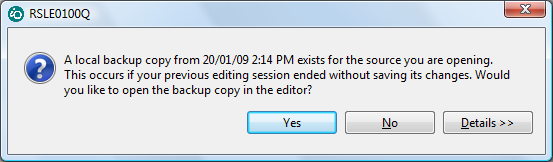 RSLE0100Q
A local backup copy from 20/01/09 2:14 PM exists for the source you are opening.
This occurs if your previous editing session ended without saving its changes. Would
you like to open the backup copy in the editor?
Yes
No
Details >>